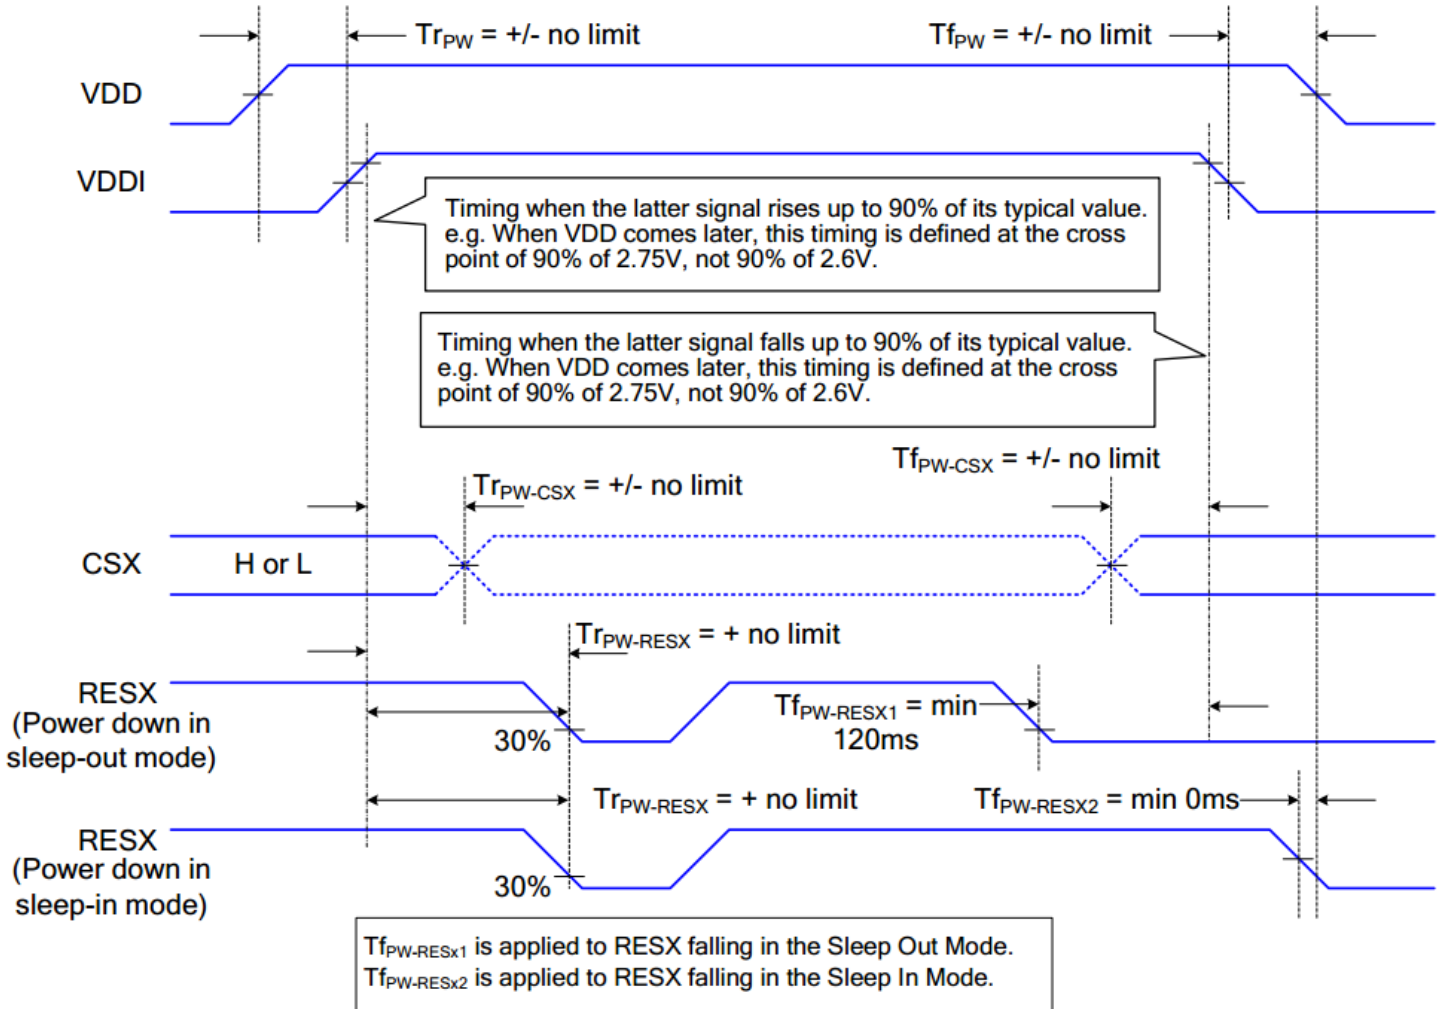 TrPW = +/- no limit
TfPW = +/- no limit
VDD
VDDI
Timing when the latter signal rises up to 90% of its typical value.
e.g. When VDD comes later, this timing is defined at the cross
point of 90% of 2.75V, not 90% of 2.6V.
Timing when the latter signal falls up to 90% of its typical value.
e.g. When VDD comes later, this timing is defined at the cross
point of 90% of 2.75V, not 90% of 2.6V.
TfPW-CSX = +/- no limit
TrPW-CSX = +/- no limit
CSX
H or L
TrPW-RESX = + no limit
RESX
(Power down in
sleep-out mode)
30%
TfPW-RESX1 = min
120ms
TrPW-RESX = + no limit
TfPW-RESX2 = min 0ms
RESX
(Power down in
sleep-in mode)
30%
TfPW-RESx1 is applied to RESX falling in the Sleep Out Mode.
TfPW-RESx2 is applied to RESX falling in the Sleep In Mode.